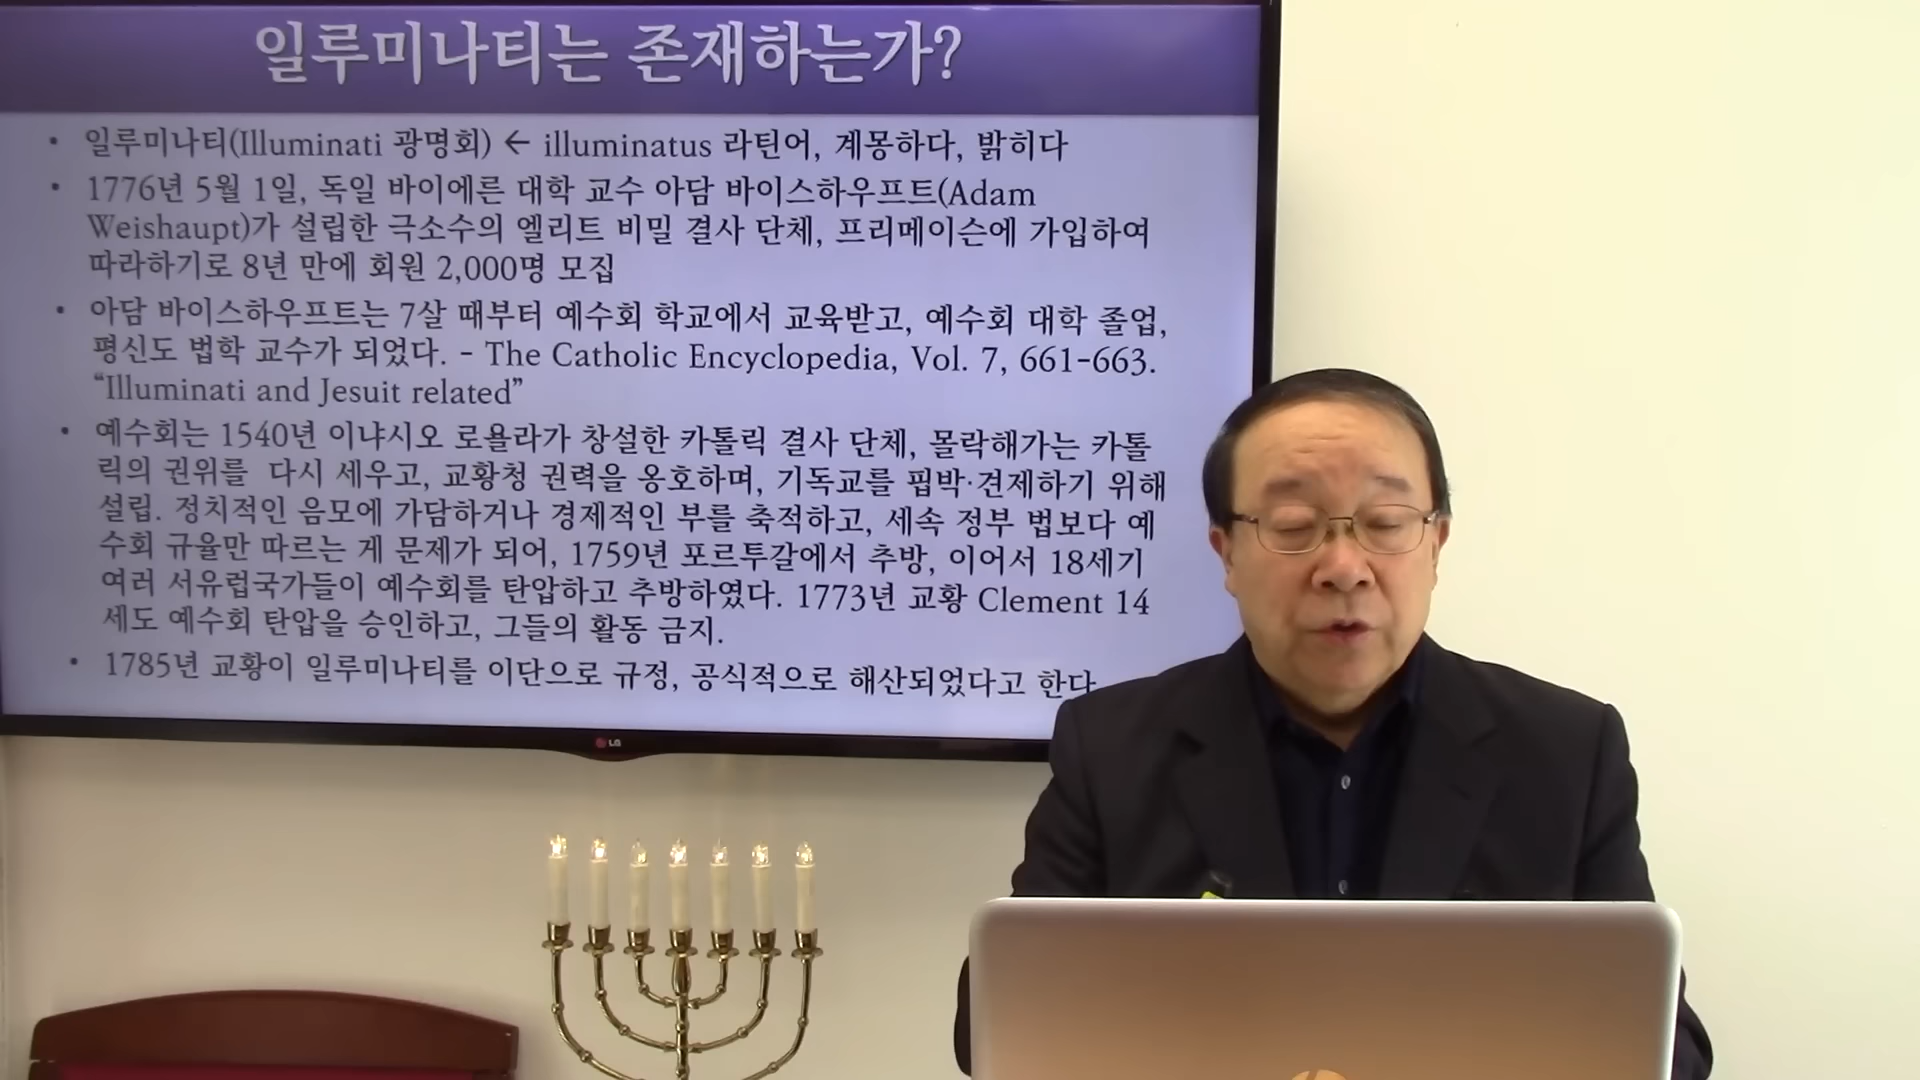 일루미나티는 존재하는가?
• 일루미나티(Illuminati 광명회) ← illuminatus 라틴어, 계몽하다, 밝히다
• 1776년 5월 1일, 독일 바이에른 대학 교수 아담 바이스하우프트(Adam
Weishaupt)가 설립한 극소수의 엘리트 비밀 결사 단체, 프리메이슨에 가입하여
따라하기로 8년 만에 회원 2,000명 모집
• 아담 바이스하우프트는 7살 때부터 예수회 학교에서 교육받고, 예수회 대학 졸업,
평신도 법학 교수가 되었다. - The Catholic Encyclopedia, Vol. 7, 661-663.
“Illuminati and Jesuit related”
• 예수회는 1540년 이냐시오 로욜라가 창설한 카톨릭 결사 단체, 몰락해가는 카톨
릭의 권위를 다시 세우고, 교황청 권력을 옹호하며, 기독교를 핍박·견제하기 위해
설립. 정치적인 음모에 가담하거나 경제적인 부를 축적하고, 세속 정부 법보다 예
수회 규율만 따르는 게 문제가 되어, 1759년 포르투갈에서 추방, 이어서 18세기
여러 서유럽국가들이 예수회를 탄압하고 추방하였다. 1773년 교황 Clement 14
세도 예수회 탄압을 승인하고, 그들의 활동 금지.
• 1785년 교황이 일루미나티를 이단으로 규정, 공식적으로 해산되었다고 한다
LG